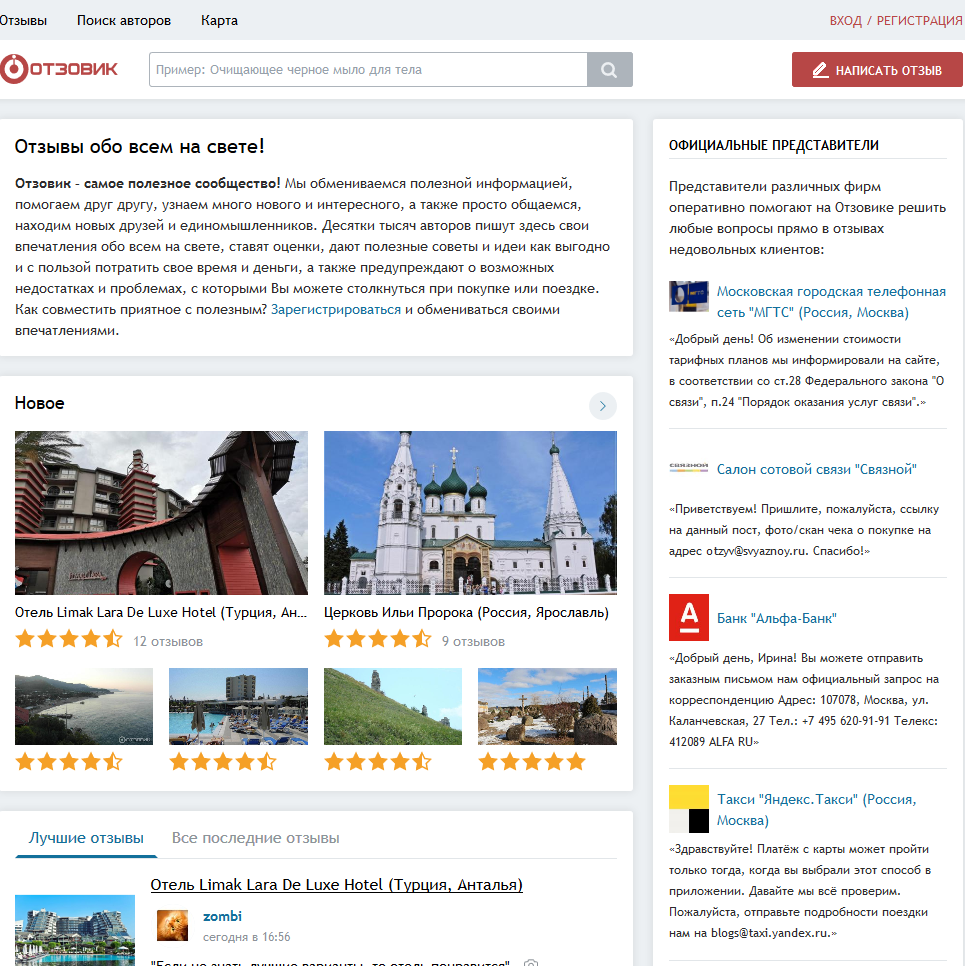 Отзывы Поиск авторов Карта ВХОД / РЕГИСТРАЦИЯ
ОТЗОВИК Пример: Очищающее черное мыло для тела НАПИСАТЬ ОТЗЫВ
Отзывы обо всем на свете!
Отзовик - самое полезное сообщество! Мы обмениваемся полезной информацией,
помогаем друг другу, узнаем много нового и интересного, а также просто общаемся,
находим новых друзей и единомышленников. Десятки тысяч авторов пишут здесь свои
впечатления обо всем на свете, ставят оценки, дают полезные советы и идеи как выгодно
и с пользой потратить свое время и деньги, а также предупреждают о возможных
недостатках и проблемах, с которыми Вы можете столкнуться при покупке или поездке.
Как совместить приятное с полезным? Зарегистрироваться и обмениваться своими
впечатлениями.
Новое
Отель Limak Lara De Luxe Hotel (Турция, Ан...
12 отзывов
Церковь Ильи Пророка (Россия, Ярославль)
9 отзывов
Лучшие отзывы Все последние отзывы
Отель Limak Lara De Luxe Hotel (Турция, Анталья)
zombi
сегодня в 16:56
"Если не знать лучшие варианты, то отель понравится"
ОФИЦИАЛЬНЫЕ ПРЕДСТАВИТЕЛИ
Представители различных фирм
оперативно помогают на Отзовике решить
любые вопросы прямо в отзывах
недовольных клиентов:
Московская городская телефонная
сеть "МГТС" (Россия, Москва)
«Добрый день! Об изменении стоимости
тарифных планов мы информировали на сайте,
в соответствии со ст.28 Федерального закона "О
связи", п.24 "Порядок оказания услуг связи".»
СВЯЗНОЙ
Салон сотовой связи "Связной"
«Приветствуем! Пришлите, пожалуйста, ссылку
на данный пост, фото/скан чека о покупке на
адрес otzyv@svyaznoy.ru. Спасибо!»
А
Банк "Альфа-Банк"
«Добрый день, Ирина! Вы можете отправить
заказным письмом нам официальный запрос на
корреспонденцию Адрес: 107078, Москва, ул.
Каланчевская, 27 Тел.: +7 495 620-91-91 Телекс:
412089 ALFA RU»
Такси "Яндекс.Такси" (Россия,
Москва)
«Здравствуйте! Платёж с карты может пройти
только тогда, когда вы выбрали этот способ в
приложении. Давайте мы всё проверим.
Пожалуйста, отправьте подробности поездки
нам на blogs@taxi.yandex.ru.»